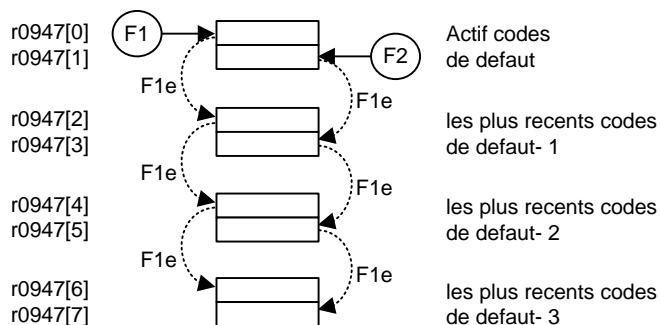 r0947[0] F1 Actif codes
r0947[1] F2 de defaut
F1e F1e
r0947[2] les plus recents codes
r0947[3] de defaut- 1
F1e F1e
r0947[4] les plus recents codes
r0947[5] de defaut- 2
F1e F1e
r0947[6] les plus recents codes
r0947[7] de defaut- 3